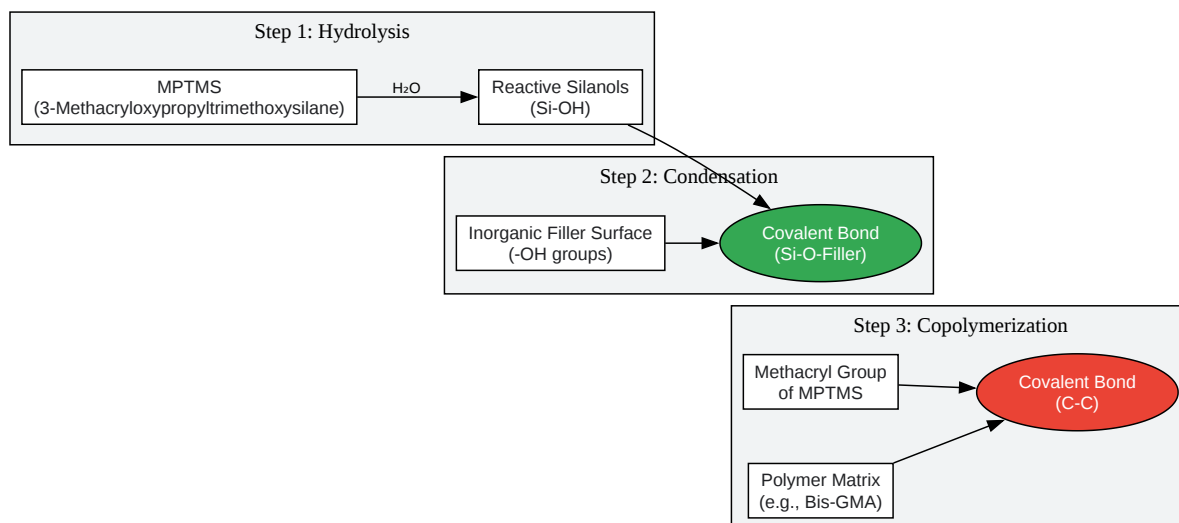 Step 1: Hydrolysis
MPTMS
(3-Methacryloxypropyltrimethoxysilane)
H₂O
Reactive Silanols
(Si-OH)
Step 2: Condensation
Inorganic Filler Surface
(-OH groups)
Covalent Bond
(Si-O-Filler)
Step 3: Copolymerization
Methacryl Group
of MPTMS
Covalent Bond
(C-C)
Polymer Matrix
(e.g., Bis-GMA)